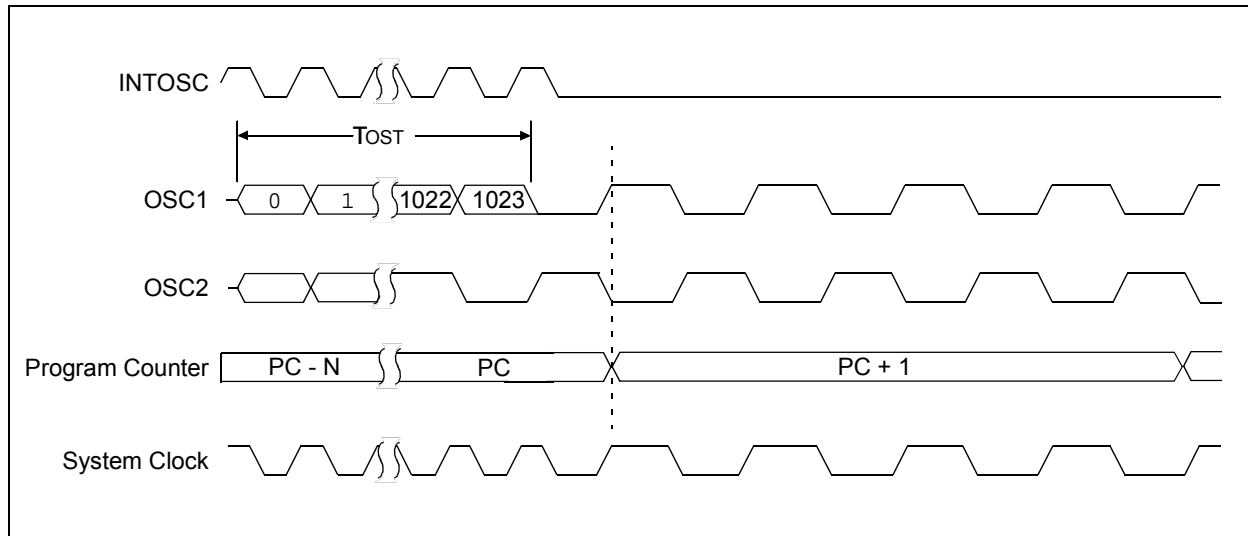 INTOSC
TOST
OSC1 0 1 1022 1023
OSC2
Program Counter PC - N PC PC + 1
System Clock